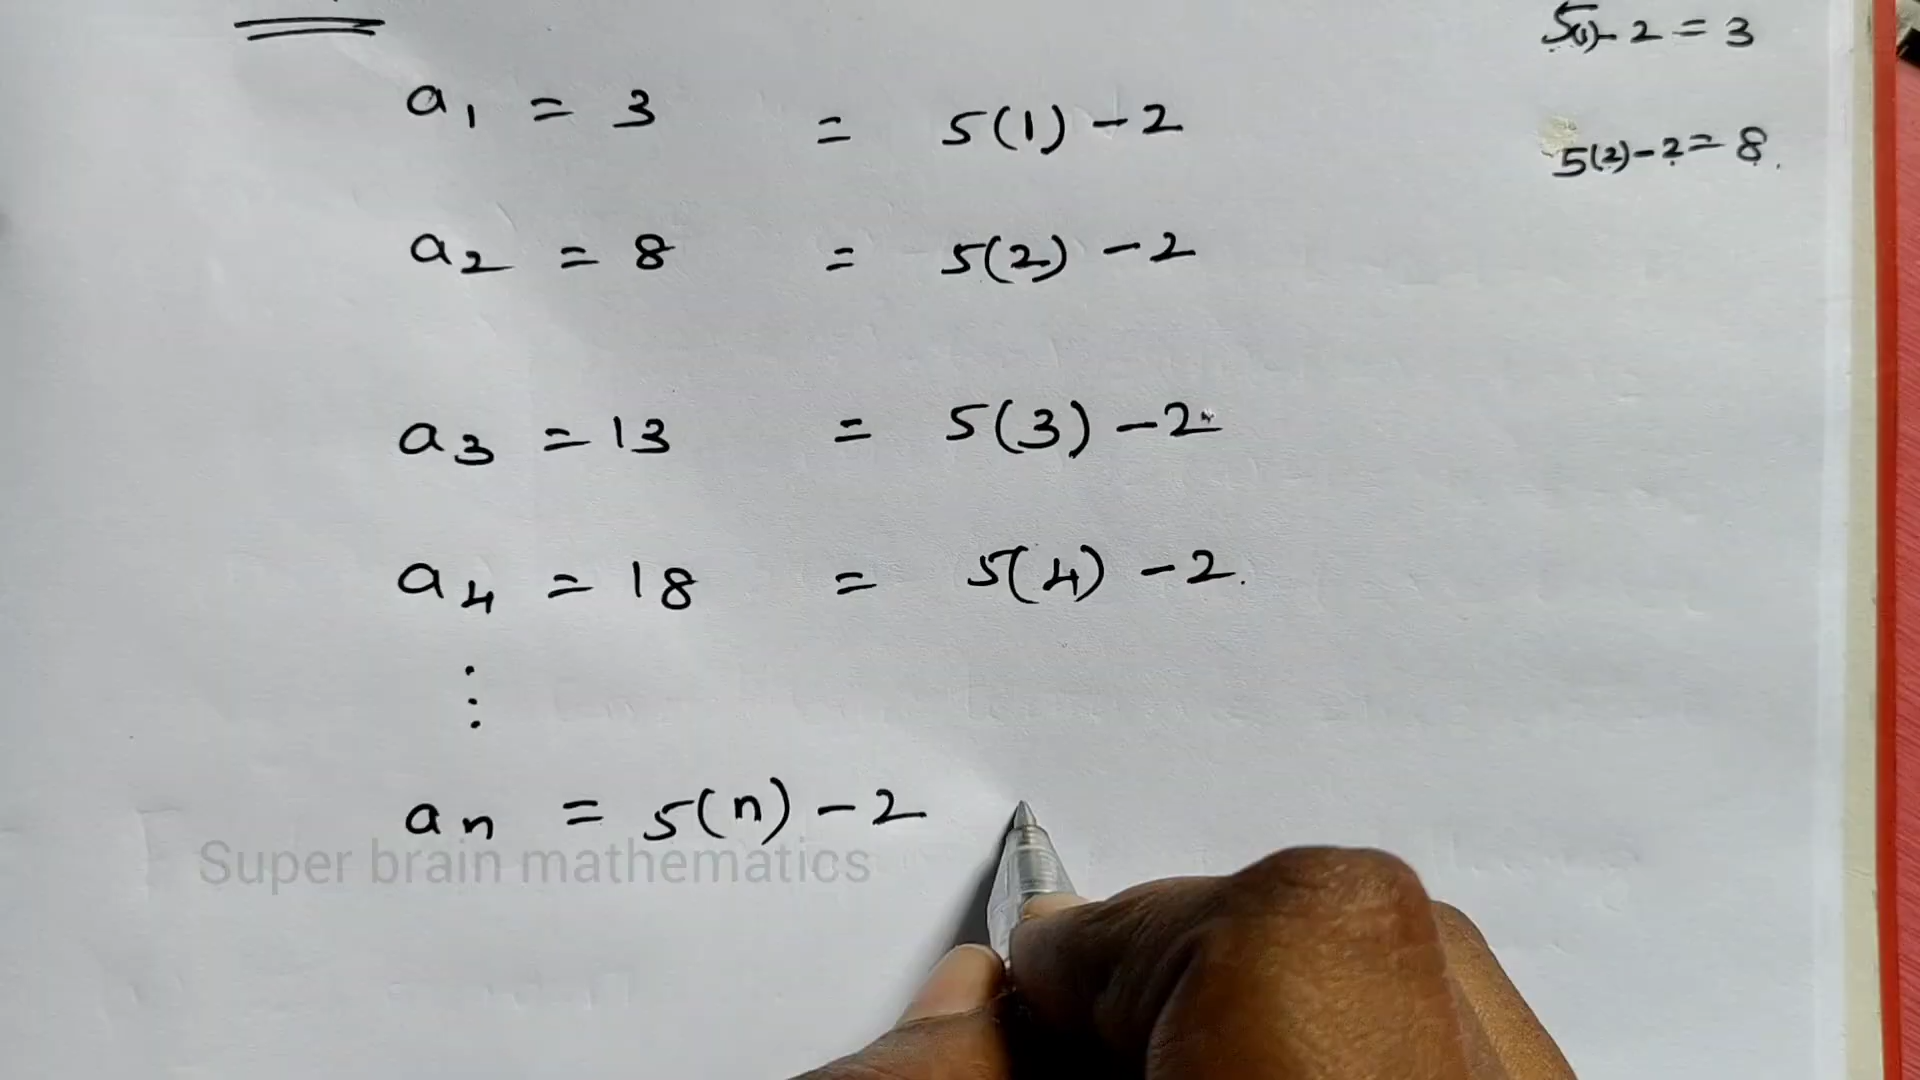 5(1)-2 = 3
a1 = 3 = 5(1) -2
5(2)-2 = 8.
a2 = 8 = 5(2) -2
a3 = 13 = 5(3) -2
a4 = 18 = 5(4) -2.
⋮
an = 5(n) -2
Super brain mathematics